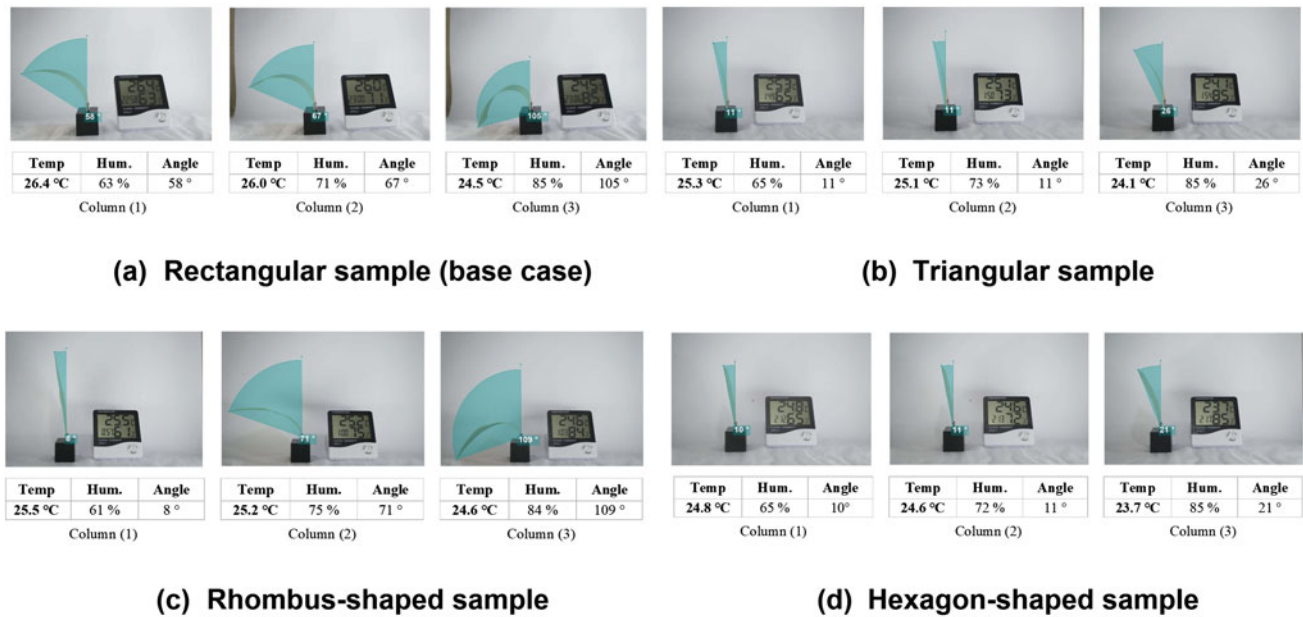 58
67
105
11
11
26
Temp Hum. Angle
26.4 °C 63 % 58 °
Column (1)
Temp Hum. Angle
26.0 °C 71 % 67 °
Column (2)
Temp Hum. Angle
24.5 °C 85 % 105 °
Column (3)
Temp Hum. Angle
25.3 °C 65 % 11 °
Column (1)
Temp Hum. Angle
25.1 °C 73 % 11 °
Column (2)
Temp Hum. Angle
24.1 °C 85 % 26 °
Column (3)
(a) Rectangular sample (base case)
(b) Triangular sample
71
109
10
11
21
Temp Hum. Angle
25.5 °C 61 % 8 °
Column (1)
Temp Hum. Angle
25.2 °C 75 % 71 °
Column (2)
Temp Hum. Angle
24.6 °C 84 % 109 °
Column (3)
Temp Hum. Angle
24.8 °C 65 % 10°
Column (1)
Temp Hum. Angle
24.6 °C 72 % 11 °
Column (2)
Temp Hum. Angle
23.7 °C 85 % 21 °
Column (3)
(c) Rhombus-shaped sample
(d) Hexagon-shaped sample